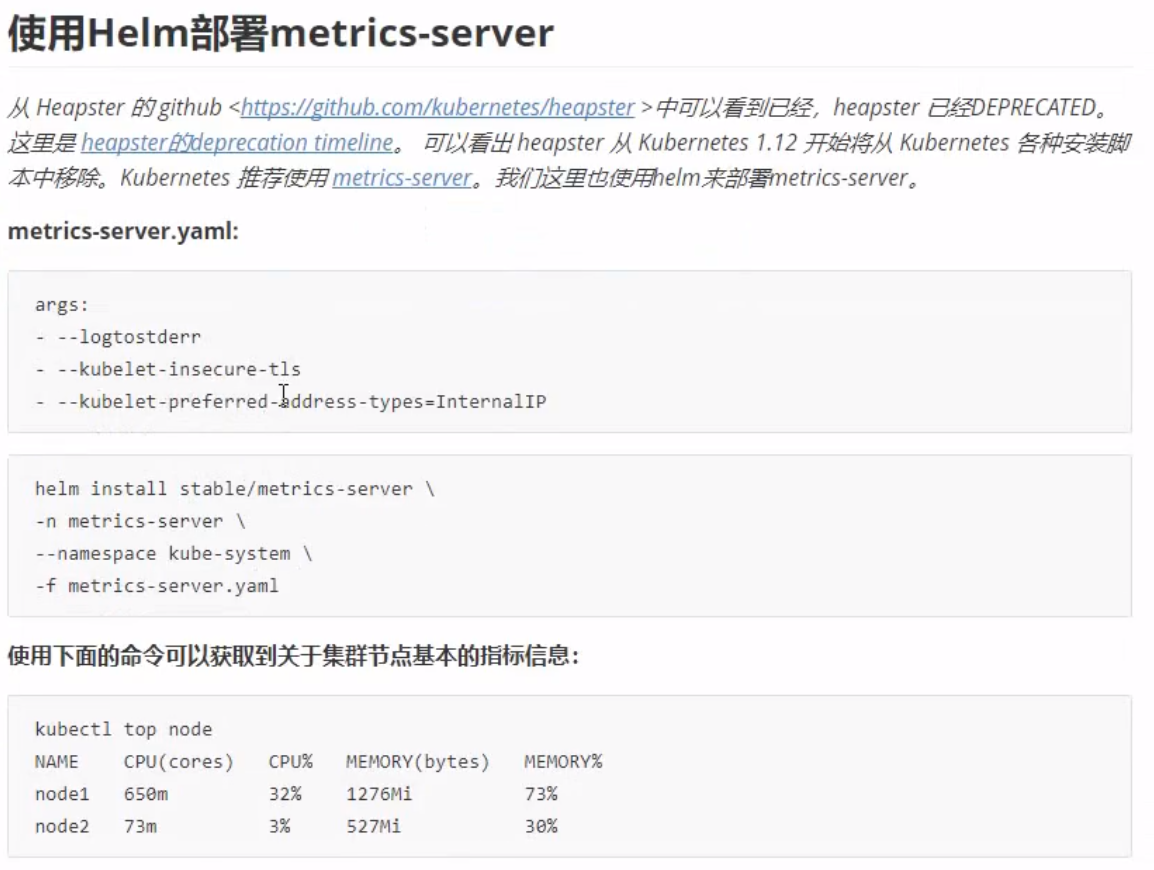 使用Helm部署metrics-server
从 Heapster 的 github <https://github.com/kubernetes/heapster >中可以看到已经，heapster 已经DEPRECATED。
这里是 heapster的deprecation timeline。 可以看出 heapster 从 Kubernetes 1.12 开始将从 Kubernetes 各种安装脚
本中移除。Kubernetes 推荐使用 metrics-server。我们这里也使用helm来部署metrics-server。
metrics-server.yaml:
args:
- --logtostderr
- --kubelet-insecure-tls
- --kubelet-preferred-address-types=InternalIP
helm install stable/metrics-server \
-n metrics-server \
--namespace kube-system \
-f metrics-server.yaml
使用下面的命令可以获取到关于集群节点基本的指标信息：
kubectl top node
NAME CPU(cores) CPU% MEMORY(bytes) MEMORY%
node1 650m 32% 1276Mi 73%
node2 73m 3% 527Mi 30%